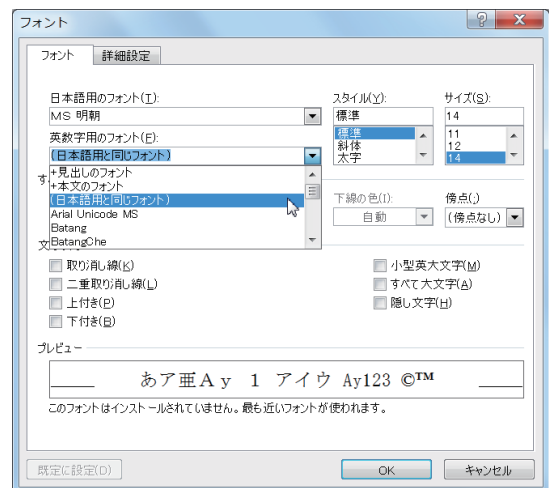 フォント
フォント 詳細設定
日本語用のフォント(T): スタイル(Y): サイズ(S):
MS 明朝 標準 14
英数字用のフォント(F): 標準 11
(日本語用と同じフォント) 斜体 12
太字 14
+見出しのフォント
+本文のフォント
(日本語用と同じフォント) 下線の色(I): 傍点(;)
Arial Unicode MS 自動 (傍点なし)
Batang
BatangChe
取り消し線(K) 小型英大文字(M)
二重取り消し線(L) すべて大文字(A)
上付き(P) 隠し文字(H)
下付き(B)
プレビュー
あア亜Ay 1 アイウ Ay123 ©™
このフォントはインストールされていません。最も近いフォントが使われます。
既定に設定(D) OK キャンセル